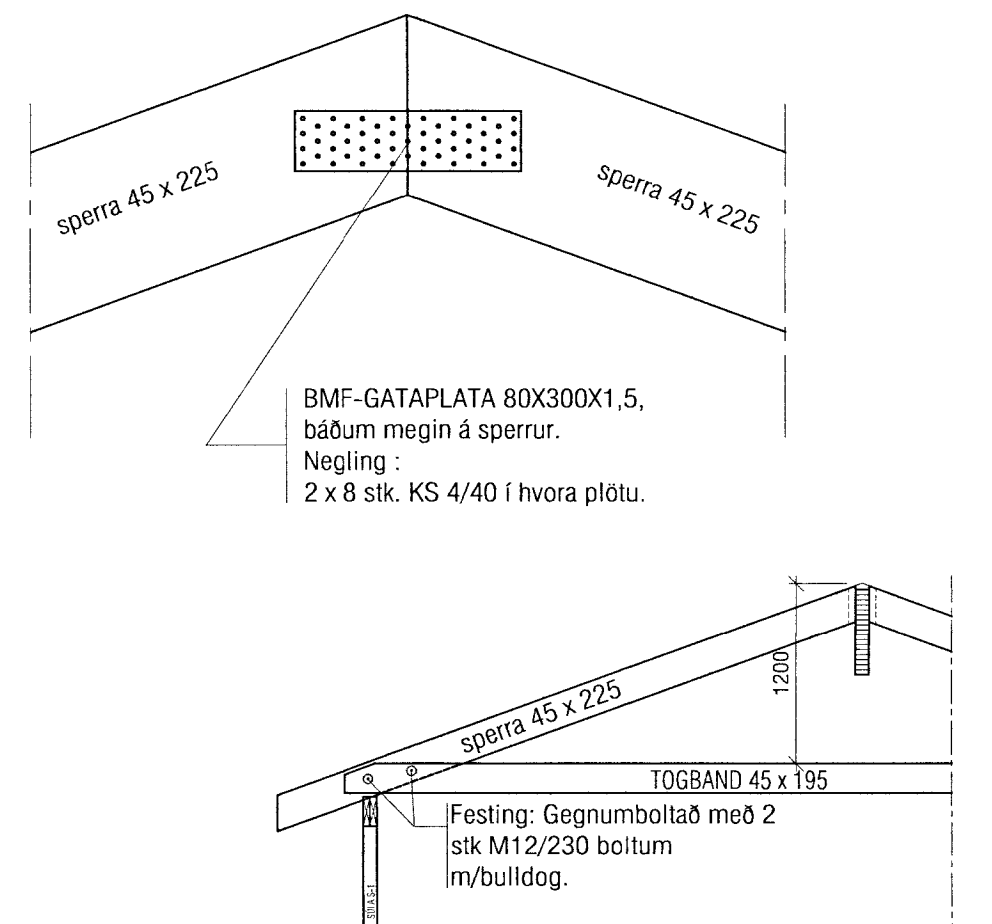 sperra 45 x 225
sperra 45 x 225
BMF-GATAPLATA 80X300X1,5,
báðum megin á sperrur.
Negling :
2 x 8 stk. KS 4/40 í hvora plötu.
1200
sperra 45 x 225
TOGBAND 45 x 195
Festing: Gegnumboltað með 2
stk M12/230 boltum
m/bulldog.
SÚLA S-1